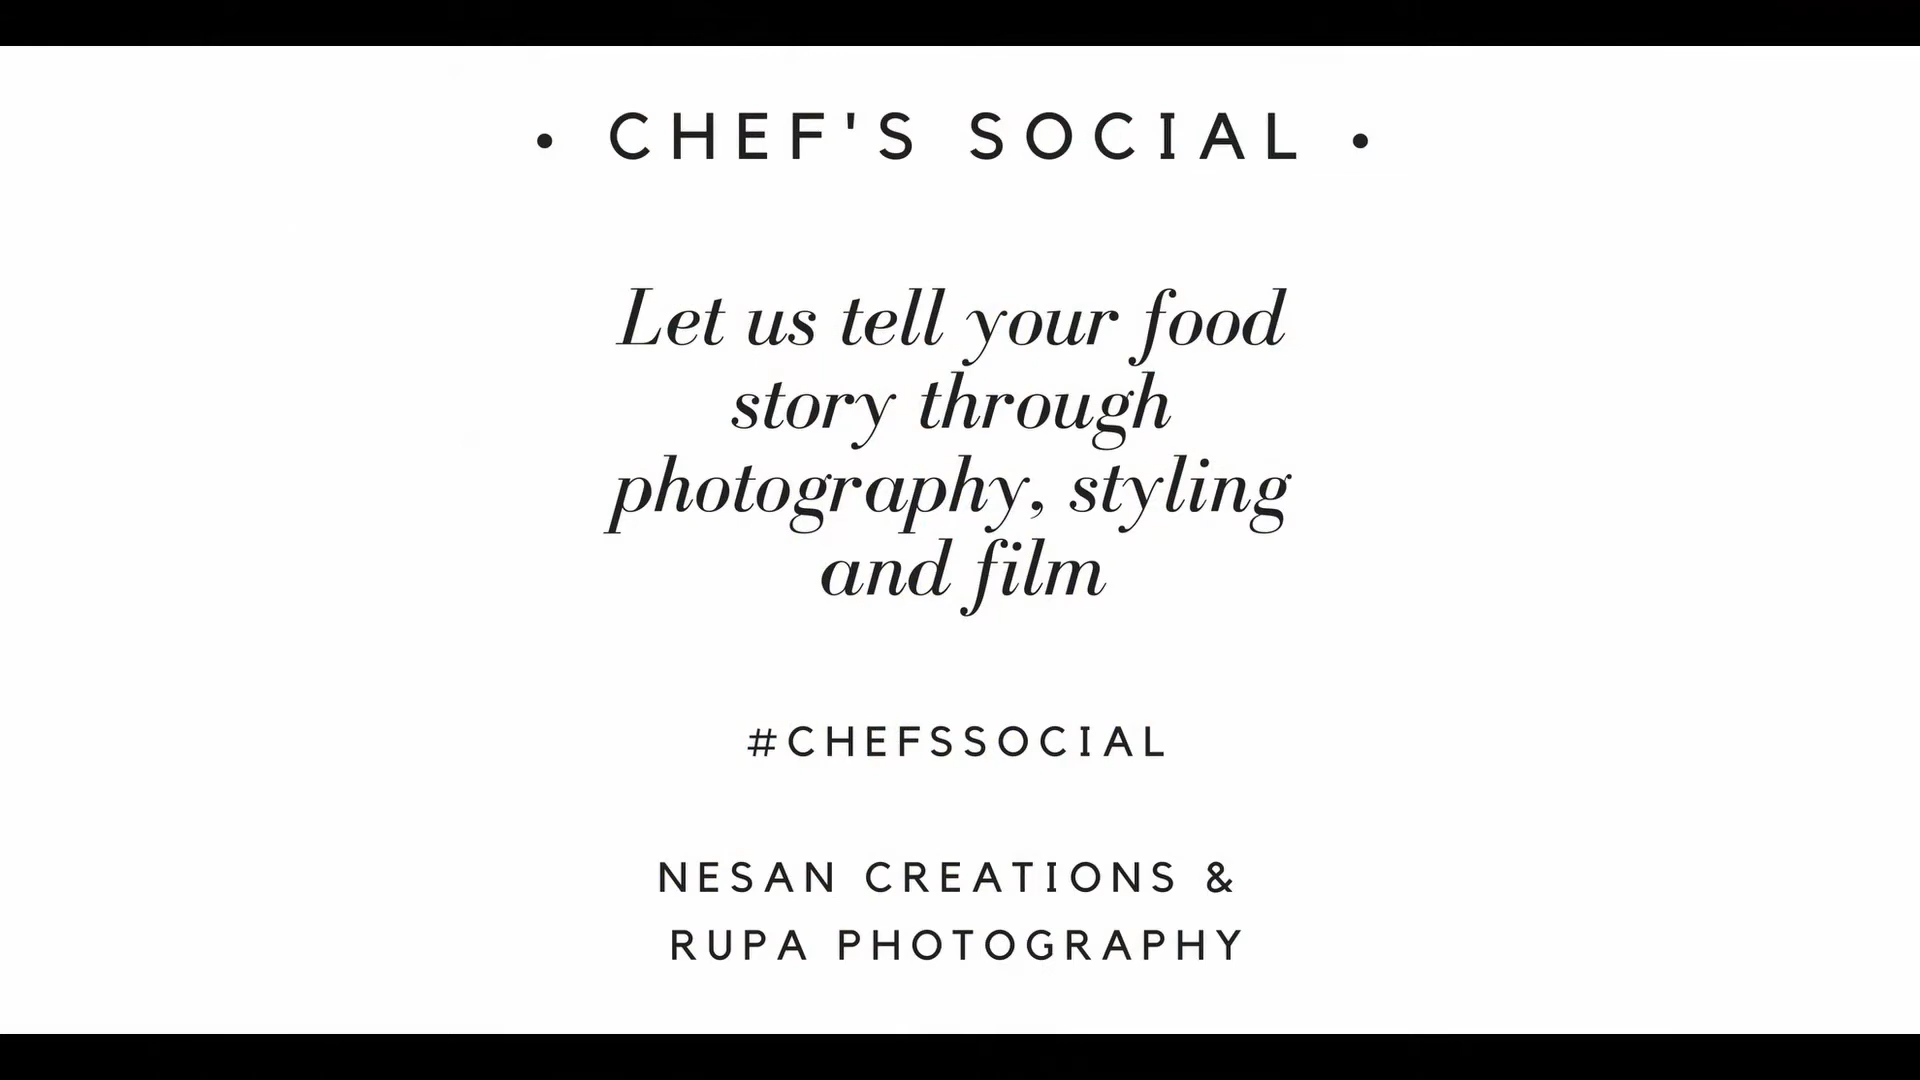 • CHEF'S SOCIAL •
Let us tell your food
story through
photography, styling
and film
#CHEFSSOCIAL
NESAN CREATIONS &
RUPA PHOTOGRAPHY